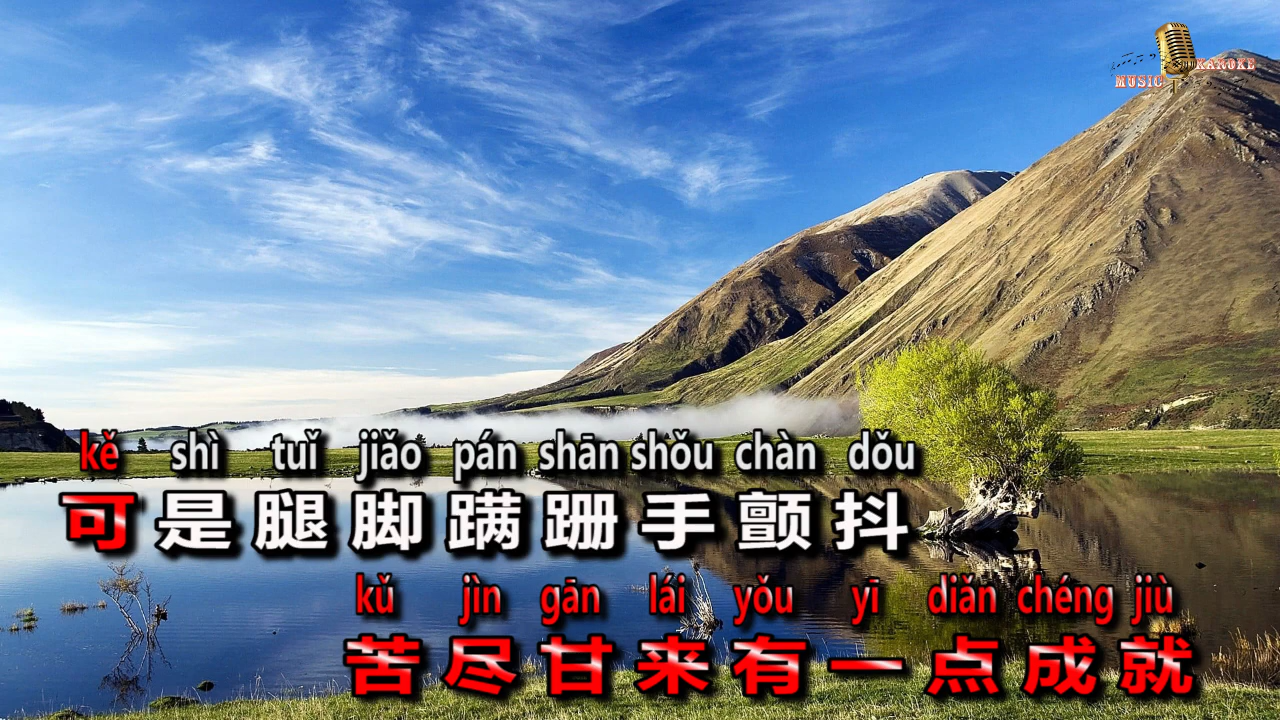 MUSIC KAROKE
kě shì tuǐ jiǎo pán shān shǒu chàn dǒu
可是腿脚蹒跚手颤抖
kǔ jìn gān lái yǒu yī diǎn chéng jiù
苦尽甘来有一点成就